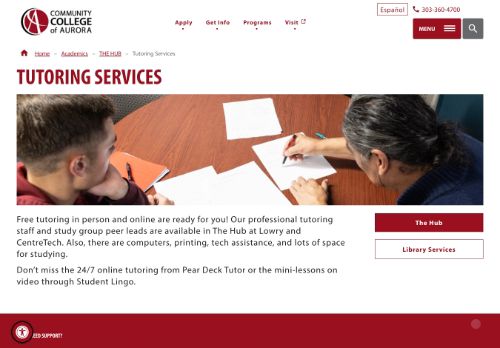 COMMUNITY
COLLEGE
of AURORA
Español
303-360-4700
Apply
Get Info
Programs
Visit
MENU
Home » Academics » THE HUB » Tutoring Services
TUTORING SERVICES
Free tutoring in person and online are ready for you! Our professional tutoring
staff and study group peer leads are available in The Hub at Lowry and
CentreTech. Also, there are computers, printing, tech assistance, and lots of space
for studying.
Don't miss the 24/7 online tutoring from Pear Deck Tutor or the mini-lessons on
video through Student Lingo.
The Hub
Library Services
EED SUPPORT?